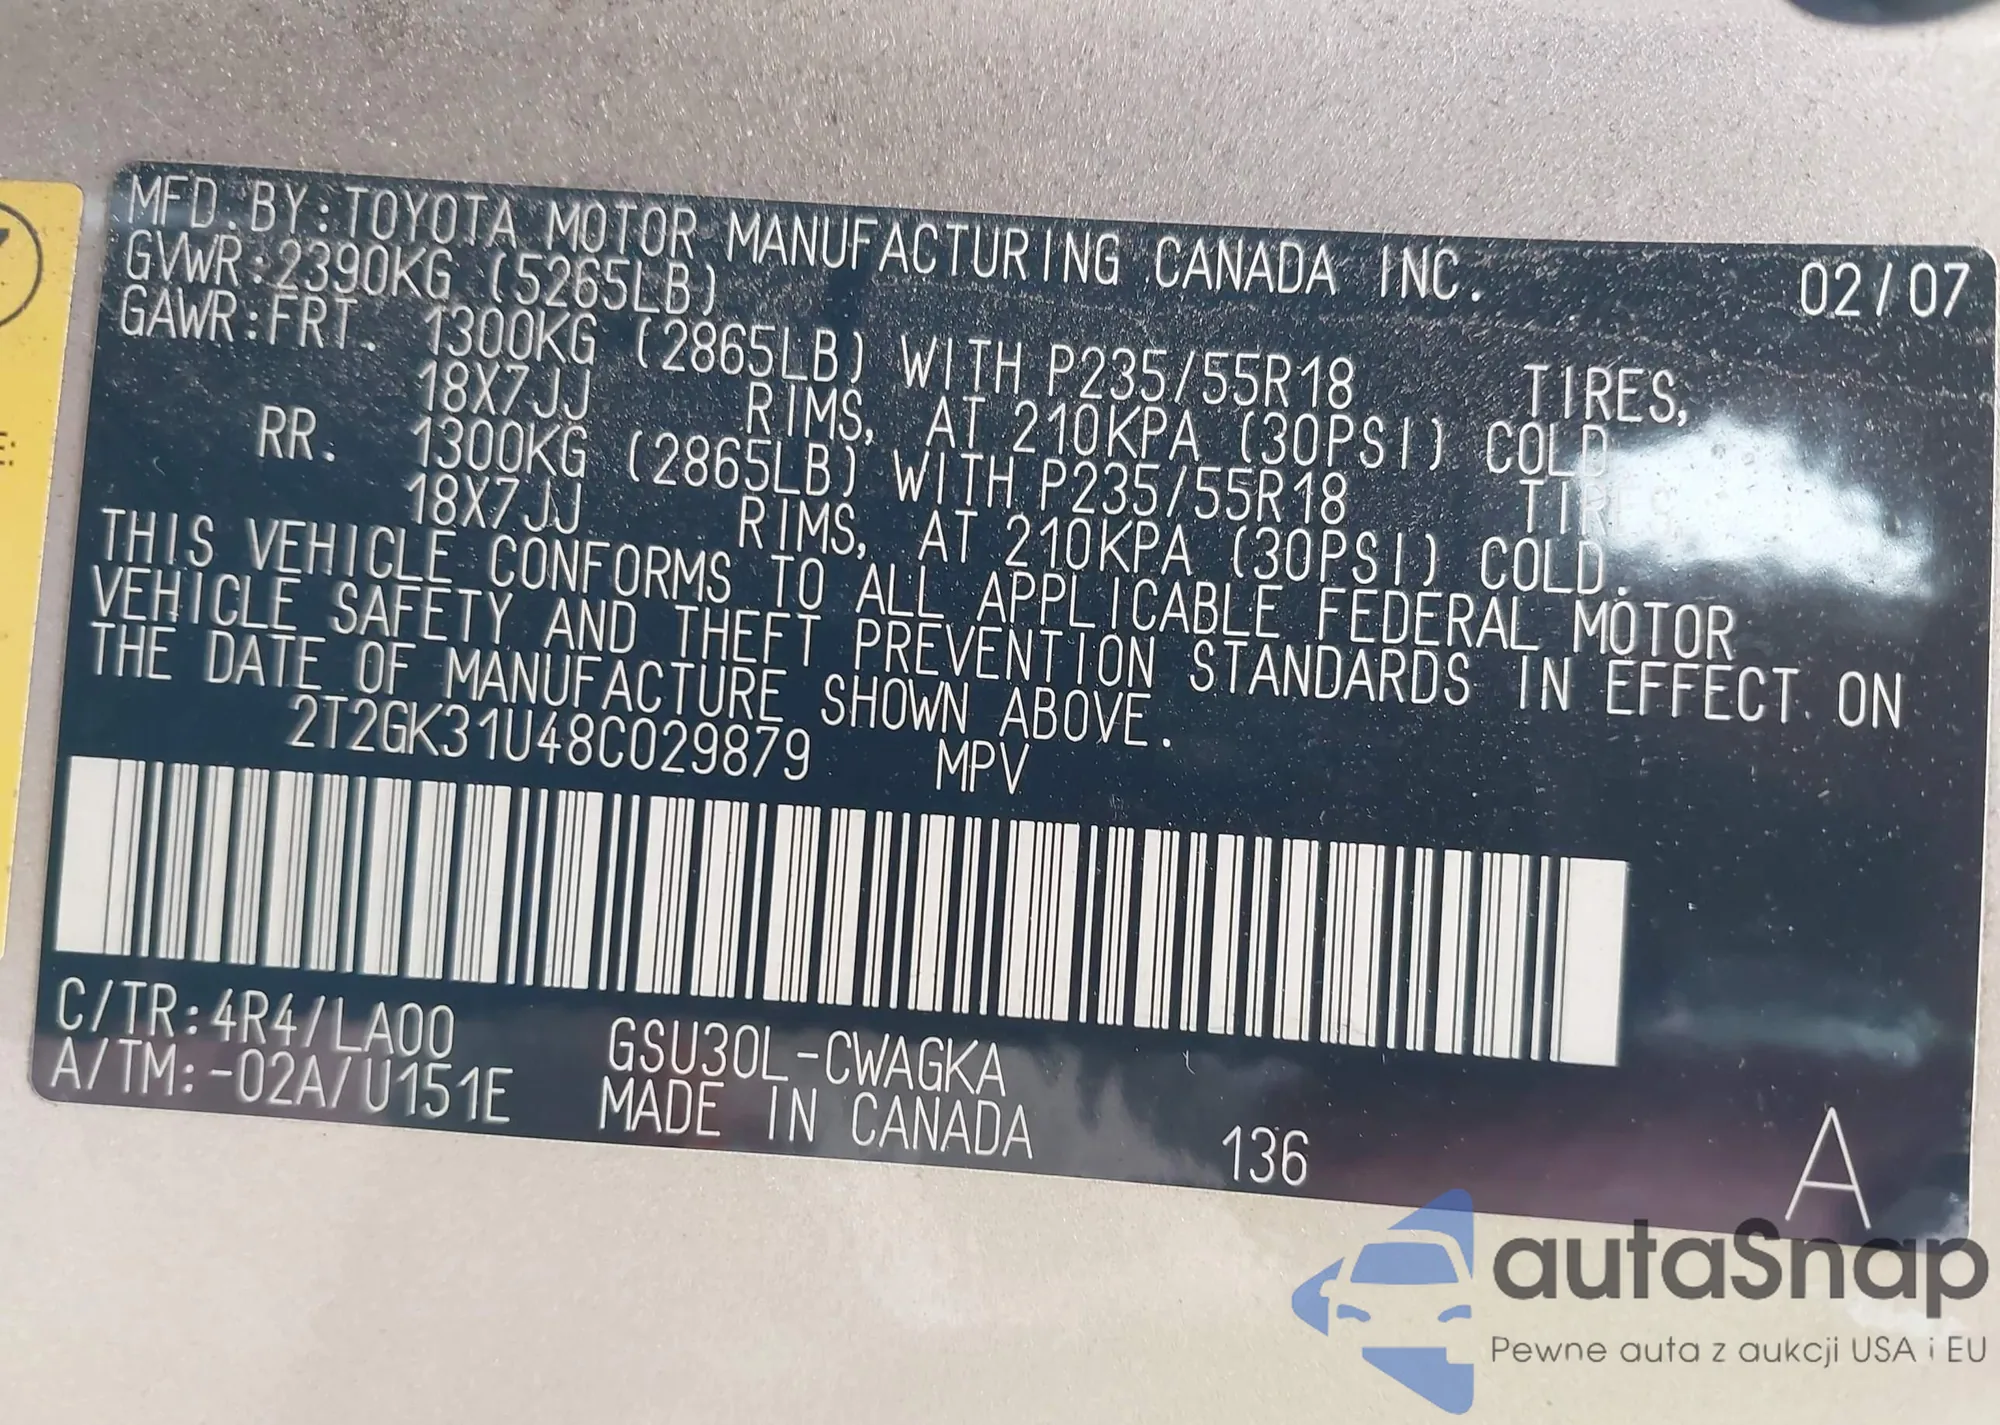 MFD.BY:TOYOTA MOTOR MANUFACTURING CANADA INC. 02/07
GVWR:2390KG (5265LB)
GAWR:FRT. 1300KG (2865LB) WITH P235/55R18 TIRES,
18X7JJ RIMS, AT 210KPA (30PSI) COLD
RR. 1300KG (2865LB) WITH P235/55R18 TIRES
18X7JJ RIMS, AT 210KPA (30PSI) COLD.
THIS VEHICLE CONFORMS TO ALL APPLICABLE FEDERAL MOTOR
VEHICLE SAFETY AND THEFT PREVENTION STANDARDS IN EFFECT ON
THE DATE OF MANUFACTURE SHOWN ABOVE.
2T2GK31U48C029879 MPV
C/TR:4R4/LA00 GSU30L-CWAGKA
A/TM:-02A/U151E MADE IN CANADA 136 A
autaSnap
Pewne auta z aukcji USA i EU